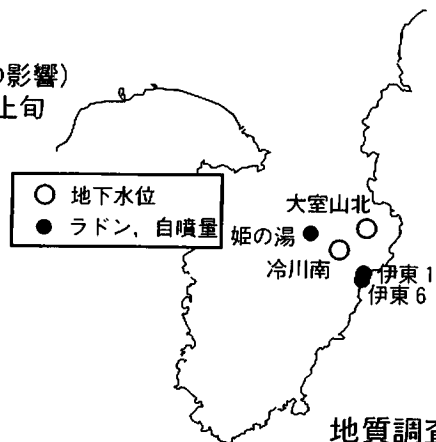 の影響)
上旬
○ 地下水位
● ラドン, 自噴量
大室山北
姫の湯
冷川南
伊東1
伊東6
地質調査